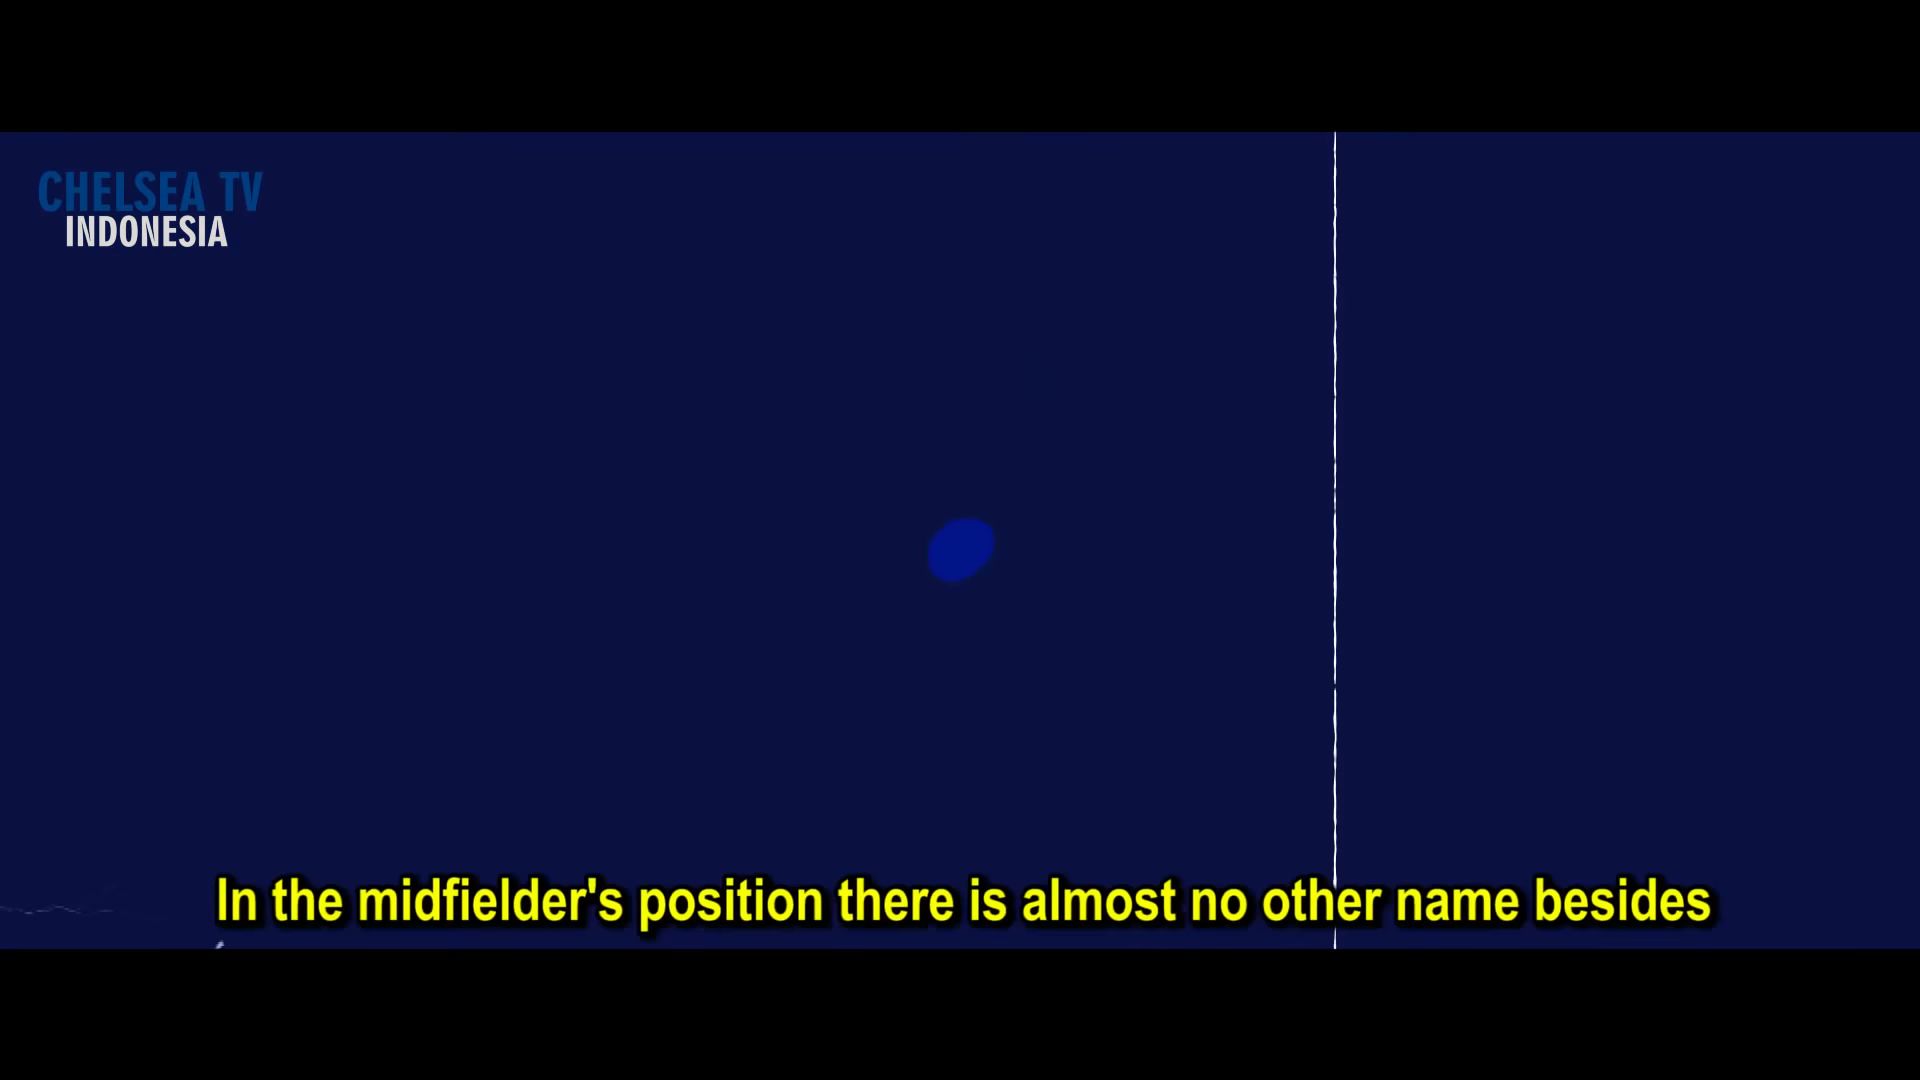 CHELSEA TV
INDONESIA
In the midfielder's position there is almost no other name besides